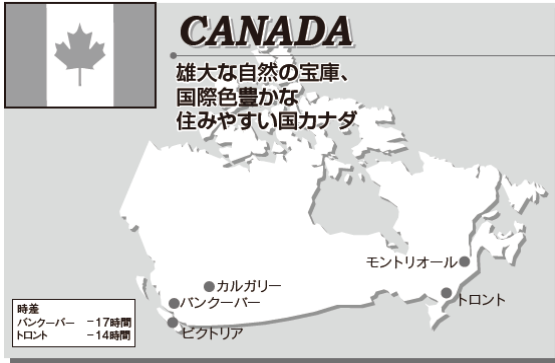 CANADA
雄大な自然の宝庫、
国際色豊かな
住みやすい国カナダ
モントリオール
カルガリー
バンクーバー
トロント
ビクトリア
時差
バンクーバー －17時間
トロント －14時間